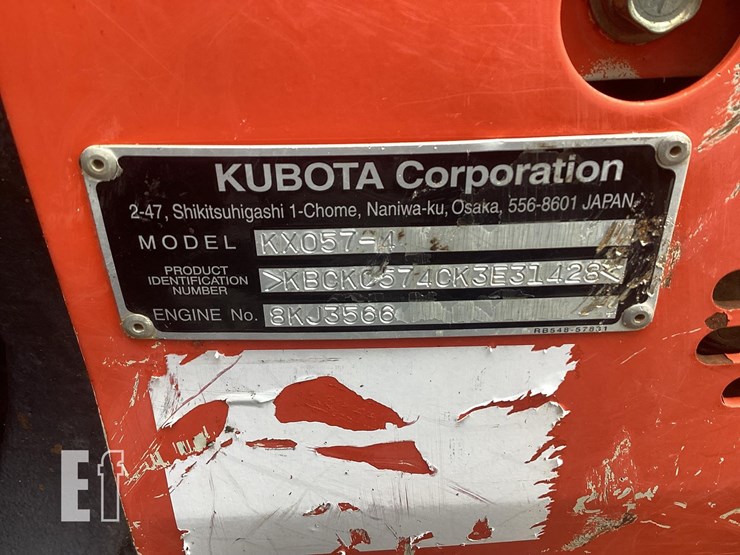 KUBOTA Corporation
2-47, Shikitsuhigashi 1-Chome, Naniwa-ku, Osaka, 556-8601 JAPAN.
MODEL KX057-4
PRODUCT
IDENTIFICATION
NUMBER
>KBCKC574CK3E31428<
ENGINE No. 8KJ3566
RB548-57831
Ef